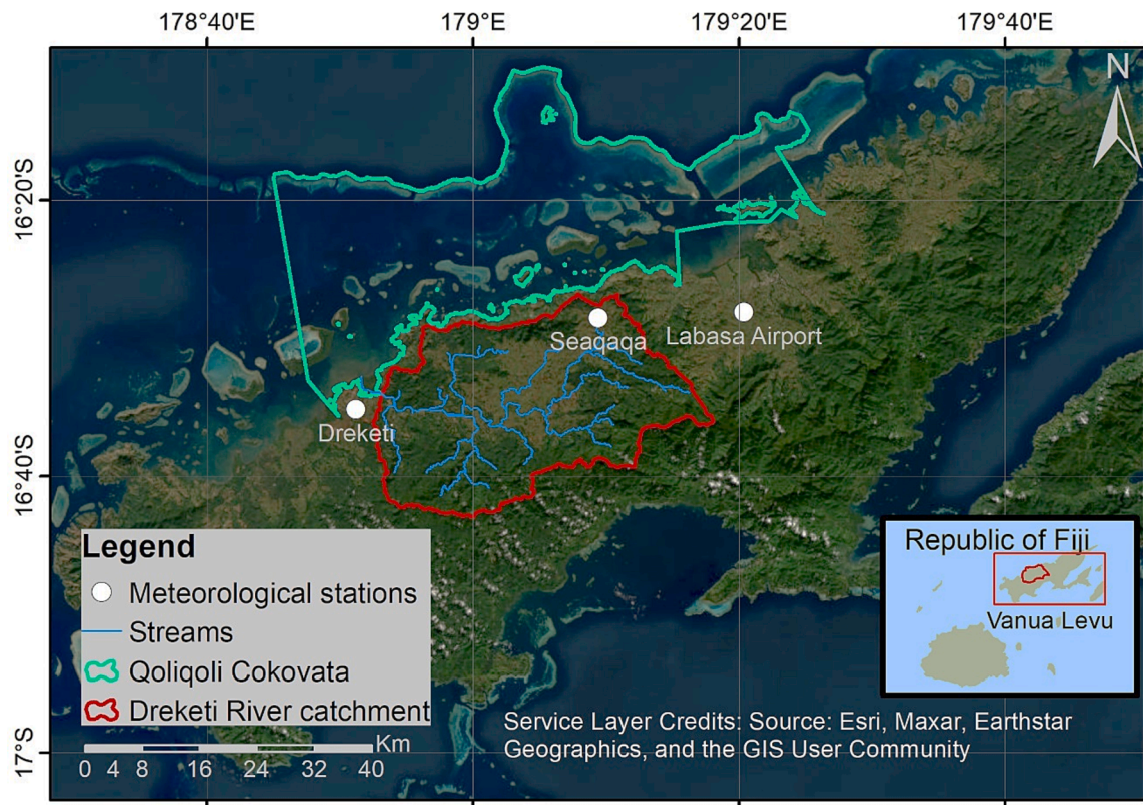 178°40'E 179°0'E 179°20'E 179°40'E
N
16°20'S
Seaqaqa
Labasa Airport
Dreketi
16°40'S
Legend
Meteorological stations
Streams
Qoliqoli Cokovata
Dreketi River catchment
Km
0 4 8 16 24 32 40
17°S
Republic of Fiji
Vanua Levu
Service Layer Credits: Source: Esri, Maxar, Earthstar
Geographics, and the GIS User Community